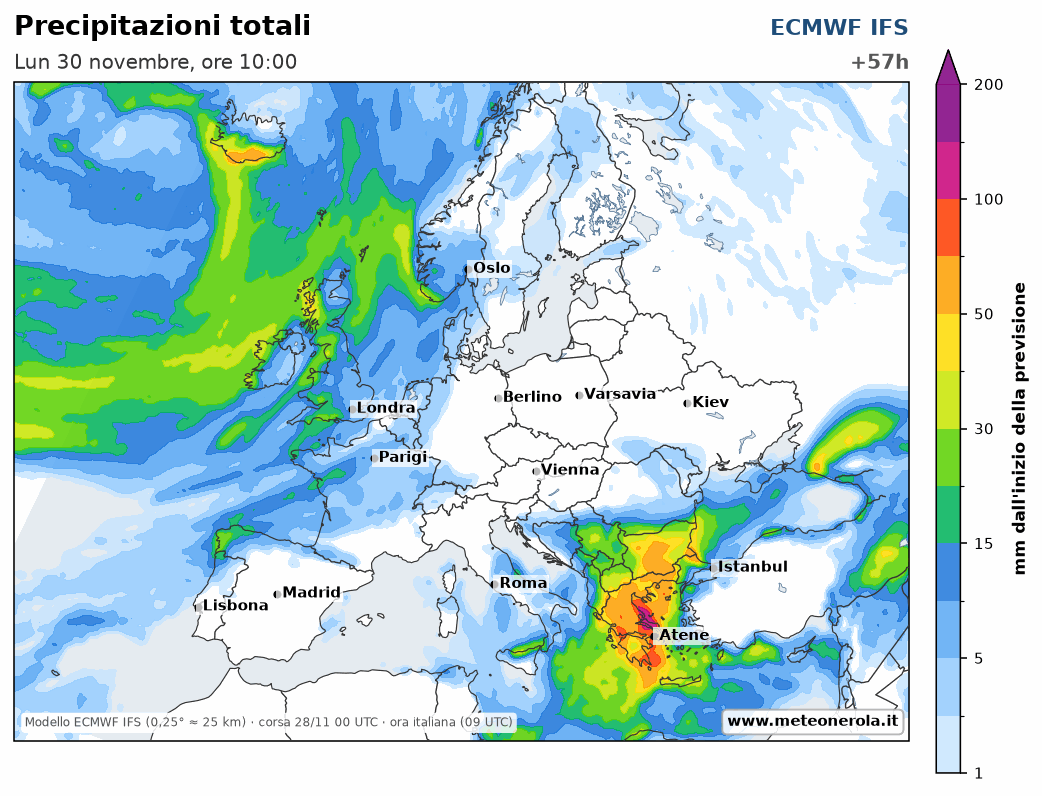 Precipitazioni totali
ECMWF IFS
Lun 30 novembre, ore 10:00
+57h
200
100
50
30
15
5
1
mm dall'inizio della previsione
Oslo
Berlino
Varsavia
Kiev
Londra
Parigi
Vienna
Istanbul
Roma
Madrid
Lisbona
Atene
Modello ECMWF IFS (0,25° ≈ 25 km) · corsa 28/11 00 UTC · ora italiana (09 UTC)
www.meteonerola.it